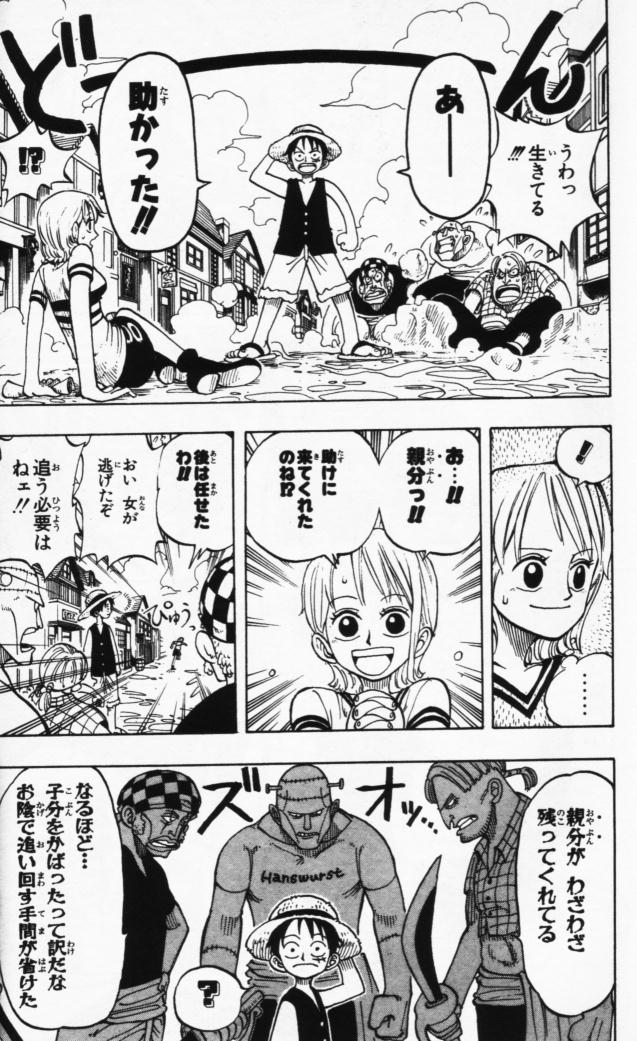 どーん
うわっ
生きてる
!!!
あーー
助かった!!
!?
!
……
あ…!!
親分っ!!
助けに
来てくれた
のね!?
後は任せた
わ!!
おい 女が
逃げたぞ
追う必要は
ねェ!!
ぴゅうっ
親分が わざわざ
残ってくれてる
ズオッ…
Hanswurst
?
なるほど…
子分をかばったって訳だな
お陰で追い回す手間が省けた